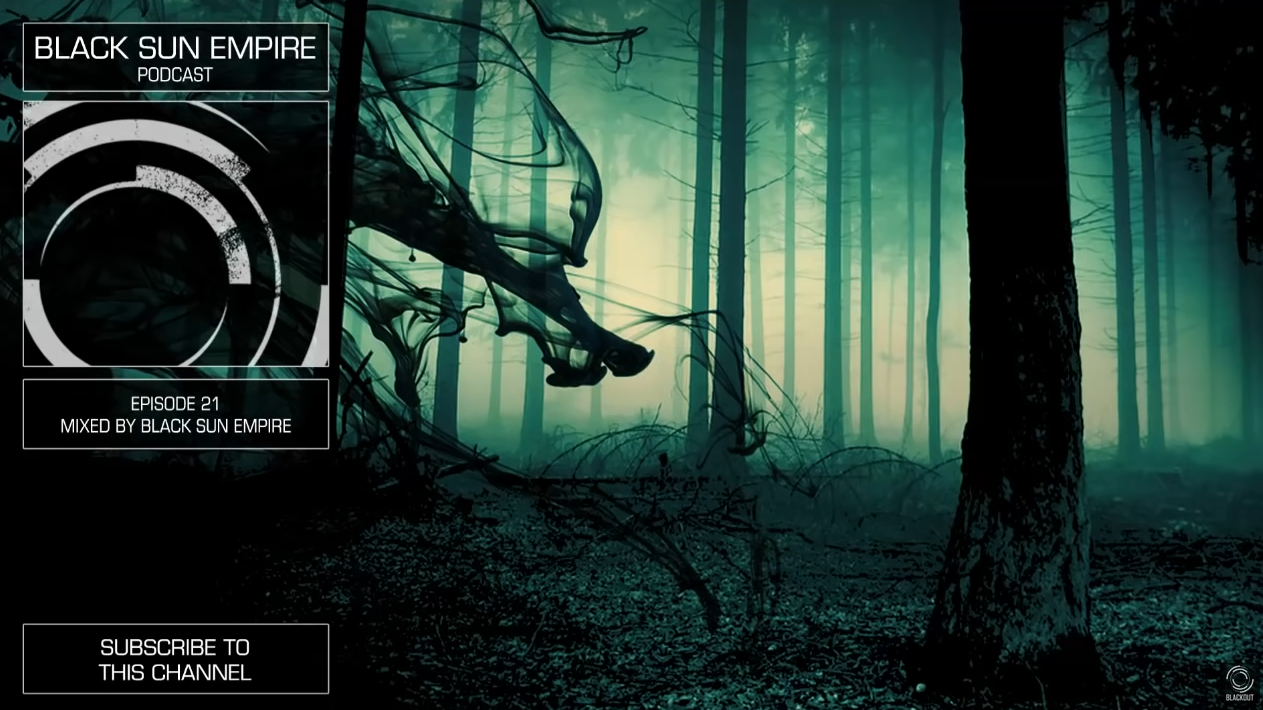 BLACK SUN EMPIRE
PODCAST
EPISODE 21
MIXED BY BLACK SUN EMPIRE
SUBSCRIBE TO
THIS CHANNEL
BLACKOUT